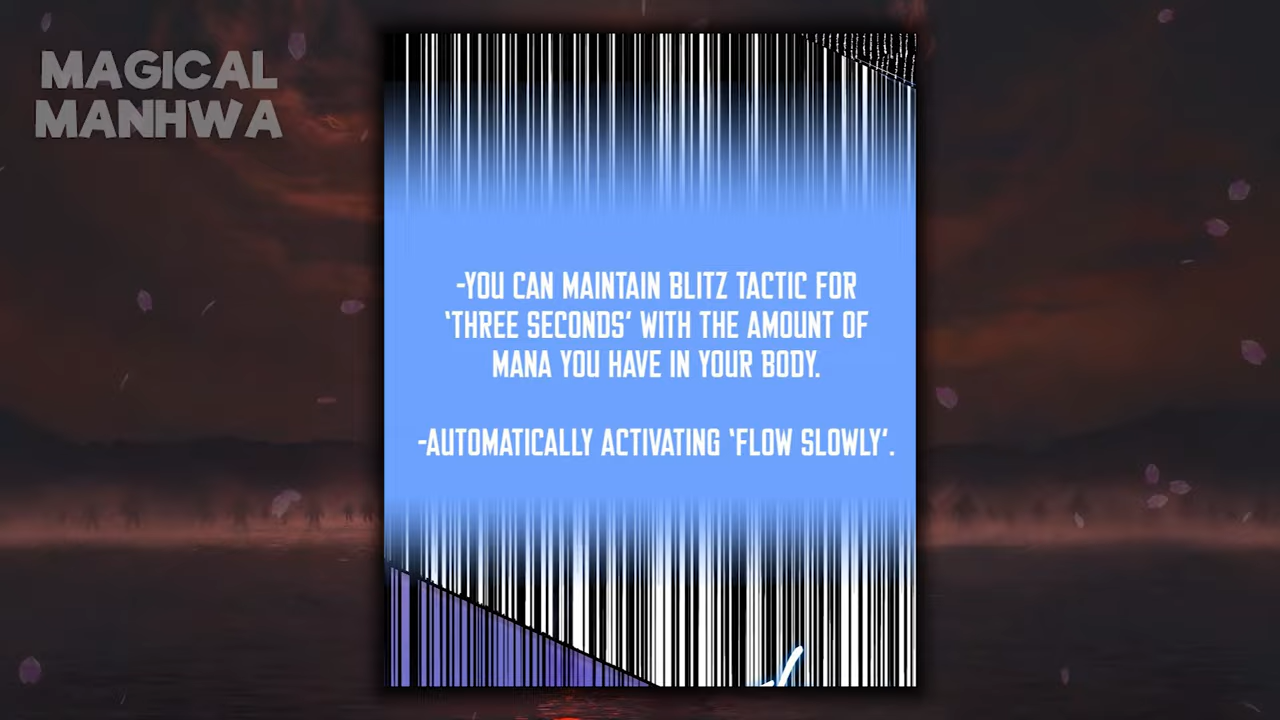 MAGICAL
MANHWA
-YOU CAN MAINTAIN BLITZ TACTIC FOR
‘THREE SECONDS’ WITH THE AMOUNT OF
MANA YOU HAVE IN YOUR BODY.
-AUTOMATICALLY ACTIVATING ‘FLOW SLOWLY’.